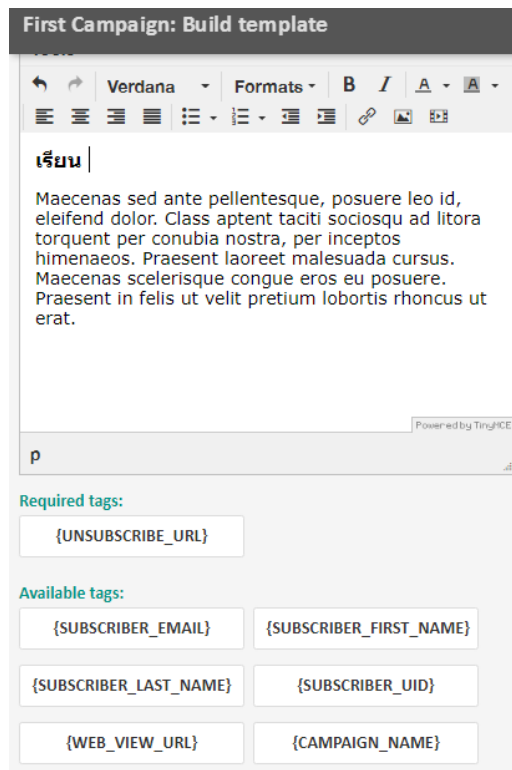 First Campaign: Build template
Verdana
Formats
B I A A
เรียน
Maecenas sed ante pellentesque, posuere leo id,
eleifend dolor. Class aptent taciti sociosqu ad litora
torquent per conubia nostra, per inceptos
himenaeos. Praesent laoreet malesuada cursus.
Maecenas scelerisque congue eros eu posuere.
Praesent in felis ut velit pretium lobortis rhoncus ut
erat.
Powered by TinyMCE
p
Required tags:
{UNSUBSCRIBE_URL}
Available tags:
{SUBSCRIBER_EMAIL}
{SUBSCRIBER_FIRST_NAME}
{SUBSCRIBER_LAST_NAME}
{SUBSCRIBER_UID}
{WEB_VIEW_URL}
{CAMPAIGN_NAME}